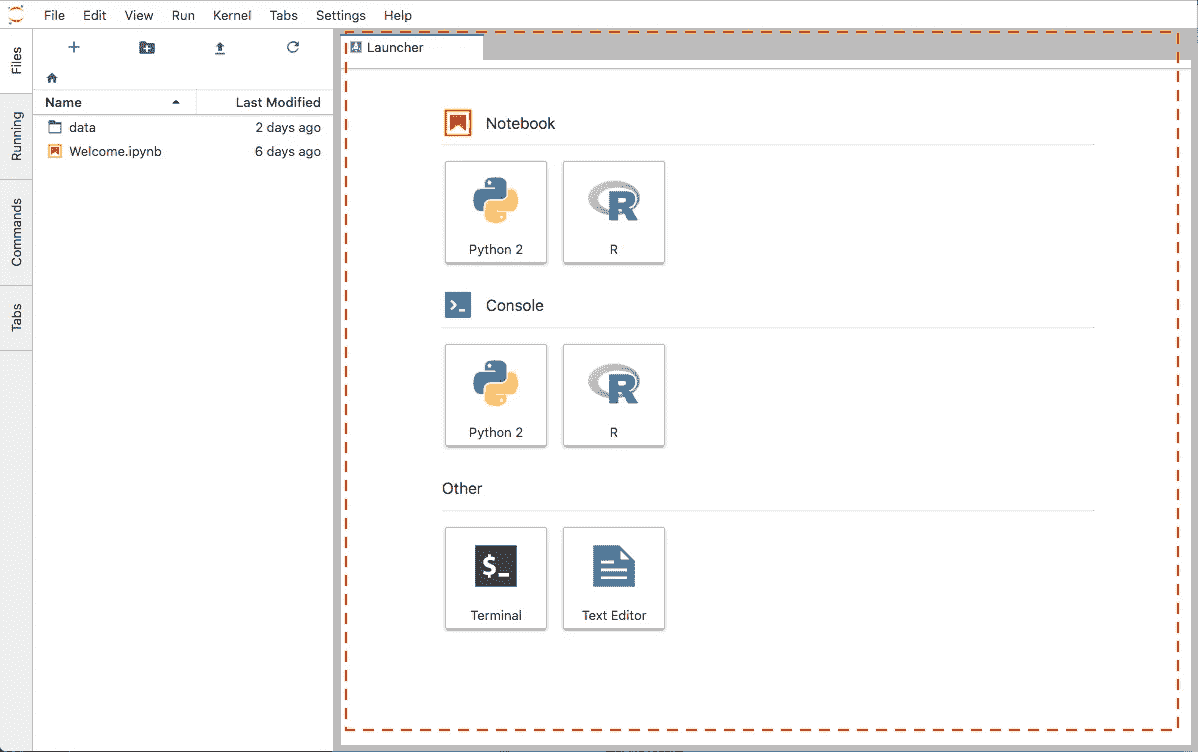 File Edit View Run Kernel Tabs Settings Help
Files
Running
Commands
Tabs
Name Last Modified
data 2 days ago
Welcome.ipynb 6 days ago
Launcher
Notebook
Python 2 R
Console
>_
Python 2 R
Other
$_
Terminal Text Editor